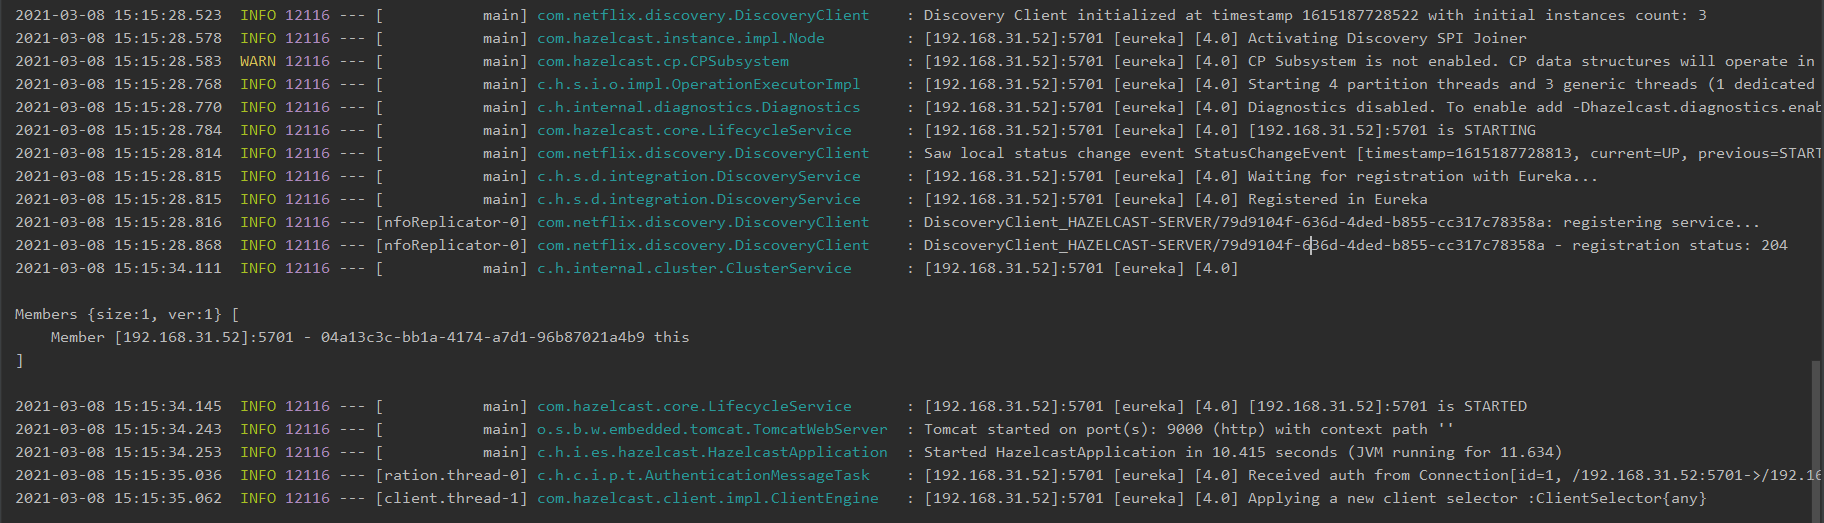 2021-03-08 15:15:28.523  INFO 12116 --- [           main] com.netflix.discovery.DiscoveryClient    : Discovery Client initialized at timestamp 1615187728522 with initial instances count: 3
2021-03-08 15:15:28.578  INFO 12116 --- [           main] com.hazelcast.instance.impl.Node         : [192.168.31.52]:5701 [eureka] [4.0] Activating Discovery SPI Joiner
2021-03-08 15:15:28.583  WARN 12116 --- [           main] com.hazelcast.cp.CPSubsystem             : [192.168.31.52]:5701 [eureka] [4.0] CP Subsystem is not enabled. CP data structures will operate in
2021-03-08 15:15:28.768  INFO 12116 --- [           main] c.h.s.i.o.impl.OperationExecutorImpl     : [192.168.31.52]:5701 [eureka] [4.0] Starting 4 partition threads and 3 generic threads (1 dedicated
2021-03-08 15:15:28.770  INFO 12116 --- [           main] c.h.internal.diagnostics.Diagnostics     : [192.168.31.52]:5701 [eureka] [4.0] Diagnostics disabled. To enable add -Dhazelcast.diagnostics.enab
2021-03-08 15:15:28.784  INFO 12116 --- [           main] com.hazelcast.core.LifecycleService      : [192.168.31.52]:5701 [eureka] [4.0] [192.168.31.52]:5701 is STARTING
2021-03-08 15:15:28.814  INFO 12116 --- [           main] com.netflix.discovery.DiscoveryClient    : Saw local status change event StatusChangeEvent [timestamp=1615187728813, current=UP, previous=START
2021-03-08 15:15:28.815  INFO 12116 --- [           main] c.h.s.d.integration.DiscoveryService     : [192.168.31.52]:5701 [eureka] [4.0] Waiting for registration with Eureka...
2021-03-08 15:15:28.815  INFO 12116 --- [           main] c.h.s.d.integration.DiscoveryService     : [192.168.31.52]:5701 [eureka] [4.0] Registered in Eureka
2021-03-08 15:15:28.816  INFO 12116 --- [nfoReplicator-0] com.netflix.discovery.DiscoveryClient    : DiscoveryClient_HAZELCAST-SERVER/79d9104f-636d-4ded-b855-cc317c78358a: registering service...
2021-03-08 15:15:28.868  INFO 12116 --- [nfoReplicator-0] com.netflix.discovery.DiscoveryClient    : DiscoveryClient_HAZELCAST-SERVER/79d9104f-636d-4ded-b855-cc317c78358a - registration status: 204
2021-03-08 15:15:34.111  INFO 12116 --- [           main] c.h.internal.cluster.ClusterService      : [192.168.31.52]:5701 [eureka] [4.0]
Members {size:1, ver:1} [
    Member [192.168.31.52]:5701 - 04a13c3c-bb1a-4174-a7d1-96b87021a4b9 this
]
2021-03-08 15:15:34.145  INFO 12116 --- [           main] com.hazelcast.core.LifecycleService      : [192.168.31.52]:5701 [eureka] [4.0] [192.168.31.52]:5701 is STARTED
2021-03-08 15:15:34.243  INFO 12116 --- [           main] o.s.b.w.embedded.tomcat.TomcatWebServer  : Tomcat started on port(s): 9000 (http) with context path ''
2021-03-08 15:15:34.253  INFO 12116 --- [           main] c.h.i.es.hazelcast.HazelcastApplication  : Started HazelcastApplication in 10.415 seconds (JVM running for 11.634)
2021-03-08 15:15:35.036  INFO 12116 --- [ration.thread-0] c.h.c.i.p.t.AuthenticationMessageTask    : [192.168.31.52]:5701 [eureka] [4.0] Received auth from Connection[id=1, /192.168.31.52:5701->/192.16
2021-03-08 15:15:35.062  INFO 12116 --- [client.thread-1] com.hazelcast.client.impl.ClientEngine   : [192.168.31.52]:5701 [eureka] [4.0] Applying a new client selector :ClientSelector{any}